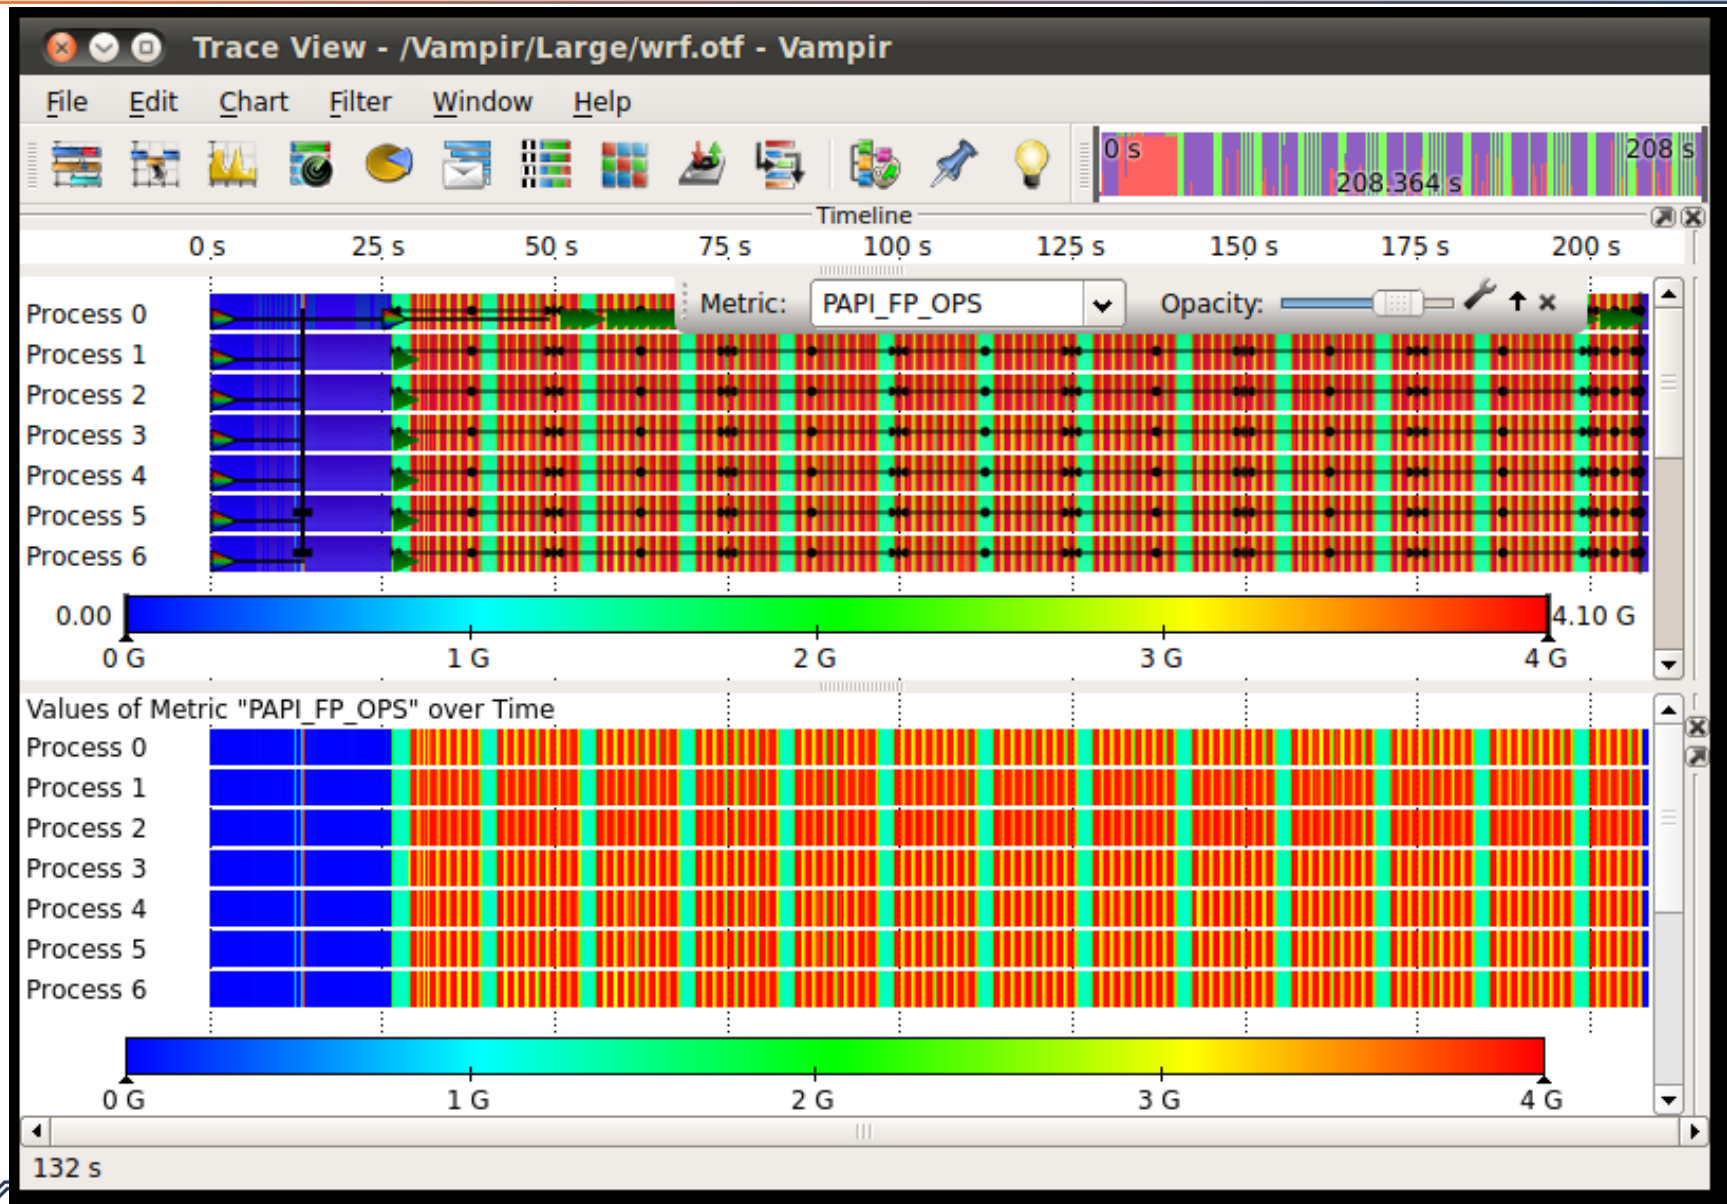 Trace View - /Vampir/Large/wrf.otf - Vampir
File Edit Chart Filter Window Help
0 s 208 s
208.364 s
Timeline
0 s 25 s 50 s 75 s 100 s 125 s 150 s 175 s 200 s
Metric: PAPI_FP_OPS Opacity:
Process 0
Process 1
Process 2
Process 3
Process 4
Process 5
Process 6
0.00 4.10 G
0 G 1 G 2 G 3 G 4 G
Values of Metric "PAPI_FP_OPS" over Time
Process 0
Process 1
Process 2
Process 3
Process 4
Process 5
Process 6
0 G 1 G 2 G 3 G 4 G
132 s